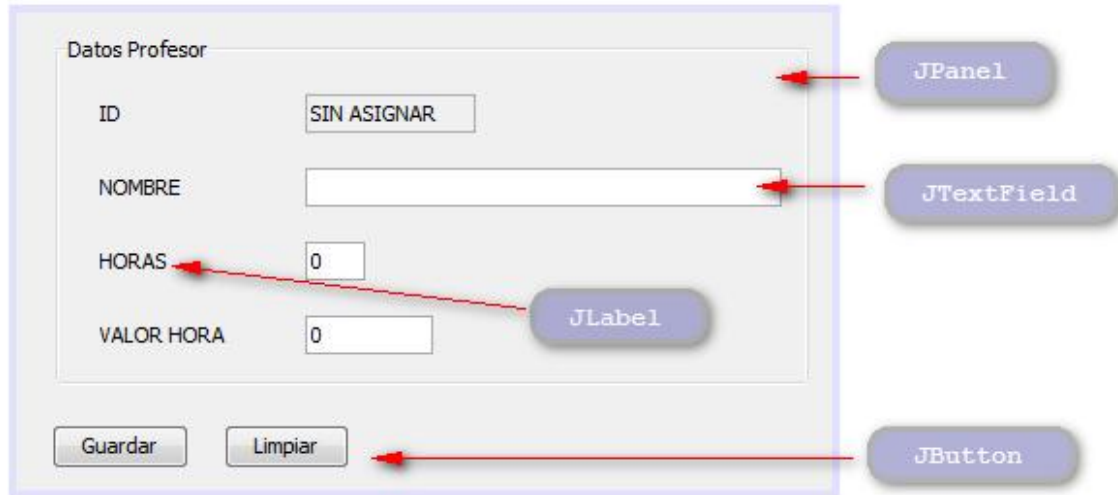 Datos Profesor
JPanel
ID
SIN ASIGNAR
NOMBRE
JTextField
HORAS
0
JLabel
VALOR HORA
0
Guardar
Limpiar
JButton